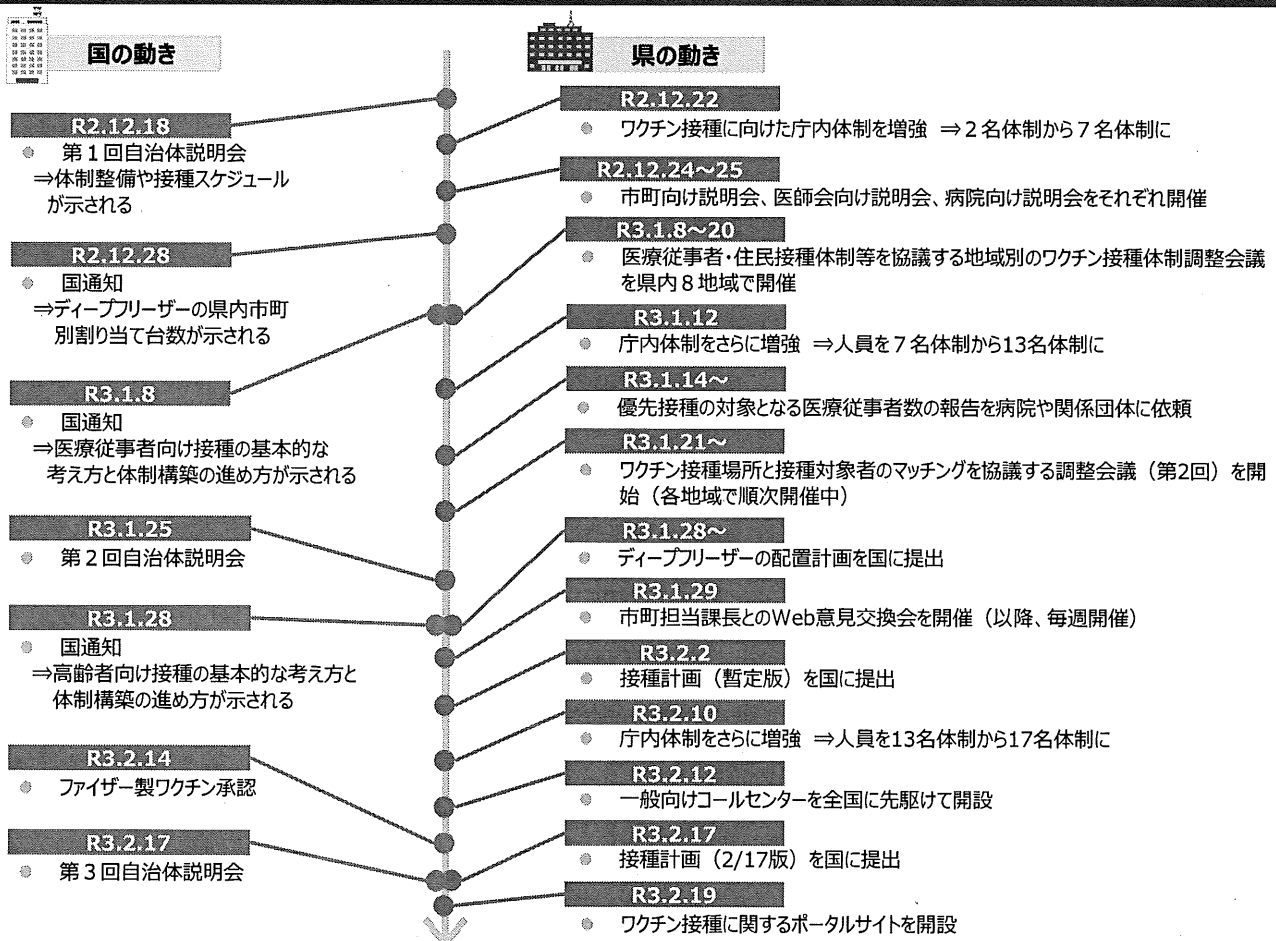 国の動き
R2.12.18
第1回自治体説明会
⇒体制整備や接種スケジュール
が示される
R2.12.28
国通知
⇒ディープフリーザーの県内市町
別割り当て台数が示される
R3.1.8
国通知
⇒医療従事者向け接種の基本的な
考え方と体制構築の進め方が示される
R3.1.25
第2回自治体説明会
R3.1.28
国通知
⇒高齢者向け接種の基本的な考え方と
体制構築の進め方が示される
R3.2.14
ファイザー製ワクチン承認
R3.2.17
第3回自治体説明会
県の動き
R2.12.22
ワクチン接種に向けた庁内体制を増強 ⇒2名体制から7名体制に
R2.12.24～25
市町向け説明会、医師会向け説明会、病院向け説明会をそれぞれ開催
R3.1.8～20
医療従事者・住民接種体制等を協議する地域別のワクチン接種体制調整会議
を県内8地域で開催
R3.1.12
庁内体制をさらに増強 ⇒人員を7名体制から13名体制に
R3.1.14～
優先接種の対象となる医療従事者数の報告を病院や関係団体に依頼
R3.1.21～
ワクチン接種場所と接種対象者のマッチングを協議する調整会議（第2回）を開
始（各地域で順次開催中）
R3.1.28～
ディープフリーザーの配置計画を国に提出
R3.1.29
市町担当課長とのWeb意見交換会を開催（以降、毎週開催）
R3.2.2
接種計画（暫定版）を国に提出
R3.2.10
庁内体制をさらに増強 ⇒人員を13名体制から17名体制に
R3.2.12
一般向けコールセンターを全国に先駆けて開設
R3.2.17
接種計画（2/17版）を国に提出
R3.2.19
ワクチン接種に関するポータルサイトを開設